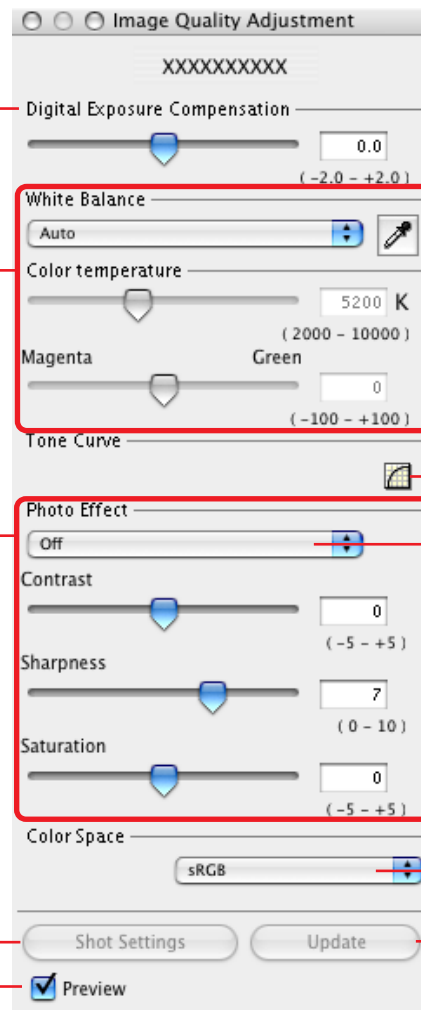 Image Quality Adjustment
XXXXXXXXXX
Digital Exposure Compensation
0.0
(-2.0 - +2.0)
White Balance
Auto
Color temperature
5200 K
(2000 - 10000)
Magenta Green
0
(-100 - +100)
Tone Curve
Photo Effect
Off
Contrast
0
(-5 - +5)
Sharpness
7
(0 - 10)
Saturation
0
(-5 - +5)
Color Space
sRGB
Shot Settings Update
Preview